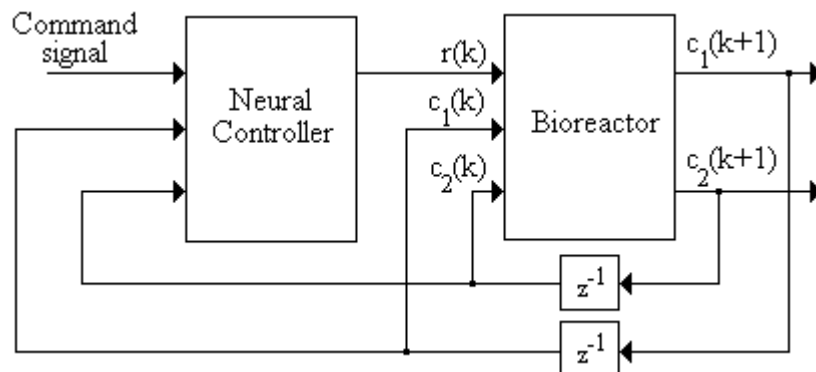 Command
signal
Neural
Controller
r(k)
c₁(k)
c₂(k)
Bioreactor
c₁(k+1)
c₂(k+1)
z⁻¹
z⁻¹